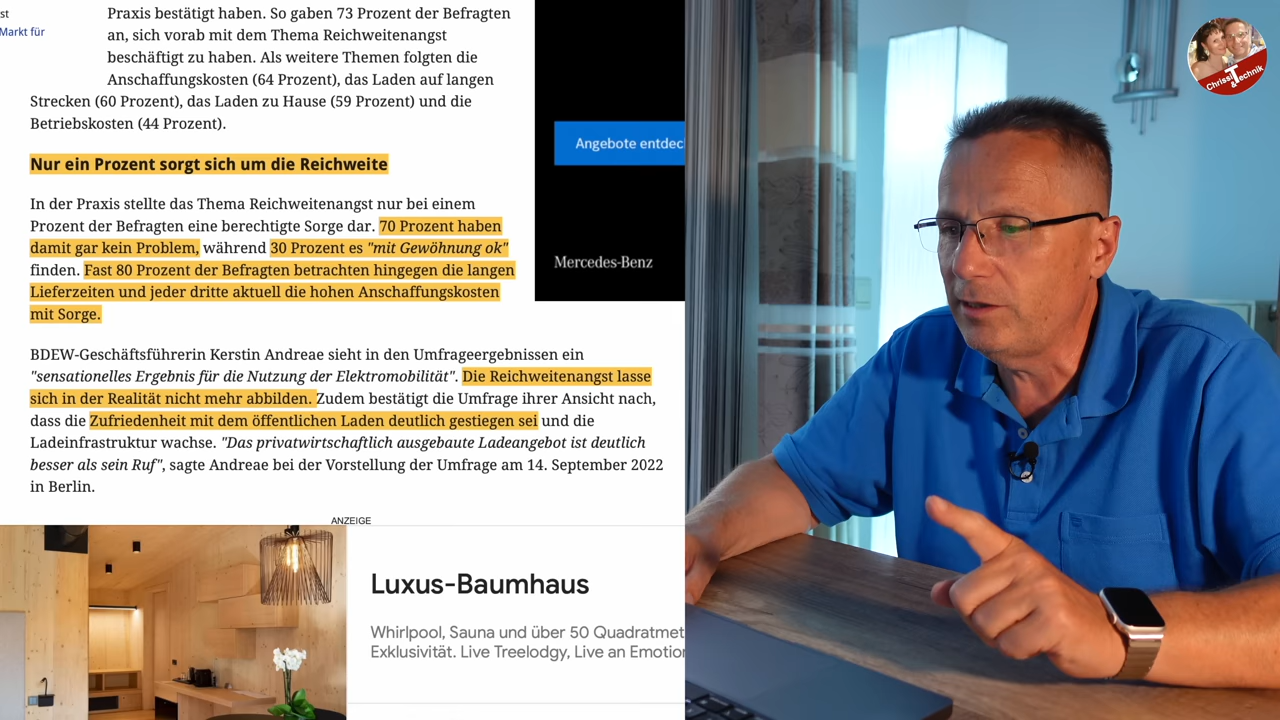 st
Markt für
Praxis bestätigt haben. So gaben 73 Prozent der Befragten
an, sich vorab mit dem Thema Reichweitenangst
beschäftigt zu haben. Als weitere Themen folgten die
Anschaffungskosten (64 Prozent), das Laden auf langen
Strecken (60 Prozent), das Laden zu Hause (59 Prozent) und die
Betriebskosten (44 Prozent).
Nur ein Prozent sorgt sich um die Reichweite
In der Praxis stellte das Thema Reichweitenangst nur bei einem
Prozent der Befragten eine berechtigte Sorge dar. 70 Prozent haben
damit gar kein Problem, während 30 Prozent es "mit Gewöhnung ok"
finden. Fast 80 Prozent der Befragten betrachten hingegen die langen
Lieferzeiten und jeder dritte aktuell die hohen Anschaffungskosten
mit Sorge.
BDEW-Geschäftsführerin Kerstin Andreae sieht in den Umfrageergebnissen ein
"sensationelles Ergebnis für die Nutzung der Elektromobilität". Die Reichweitenangst lasse
sich in der Realität nicht mehr abbilden. Zudem bestätigt die Umfrage ihrer Ansicht nach,
dass die Zufriedenheit mit dem öffentlichen Laden deutlich gestiegen sei und die
Ladeinfrastruktur wachse. "Das privatwirtschaftlich ausgebaute Ladeangebot ist deutlich
besser als sein Ruf", sagte Andreae bei der Vorstellung der Umfrage am 14. September 2022
in Berlin.
ANZEIGE
Luxus-Baumhaus
Whirlpool, Sauna und über 50 Quadratmet
Exklusivität. Live Treelodgy, Live an Emotion
Angebote entdec
Mercedes-Benz
Chrissi
&Technik